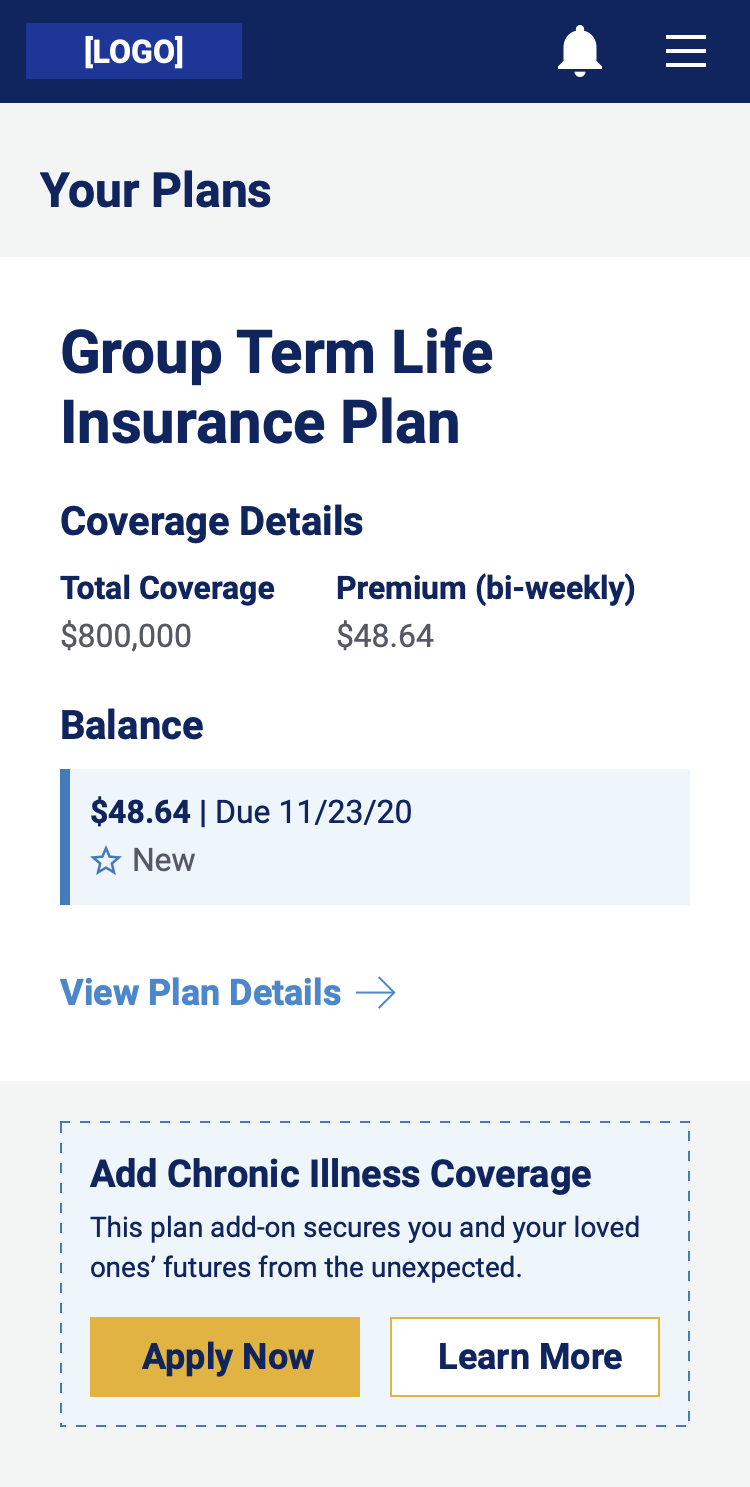 [LOGO]
Your Plans
Group Term Life
Insurance Plan
Coverage Details
Total Coverage
Premium (bi-weekly)
$800,000
$48.64
Balance
$48.64 | Due 11/23/20
New
View Plan Details
Add Chronic Illness Coverage
This plan add-on secures you and your loved
ones’ futures from the unexpected.
Apply Now
Learn More